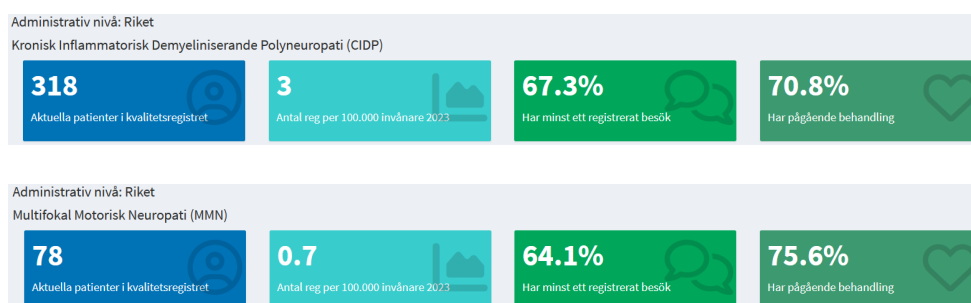 Administrativ nivå: Riket
Kronisk Inflammatorisk Demyeliniserande Polyneuropati (CIDP)
318 3 67.3% 70.8%
Aktuella patienter i kvalitetsregistret Antal reg per 100.000 invånare 2023 Har minst ett registrerat besök Har pågående behandling
Administrativ nivå: Riket
Multifokal Motorisk Neuropati (MMN)
78 0.7 64.1% 75.6%
Aktuella patienter i kvalitetsregistret Antal reg per 100.000 invånare 2023 Har minst ett registrerat besök Har pågående behandling